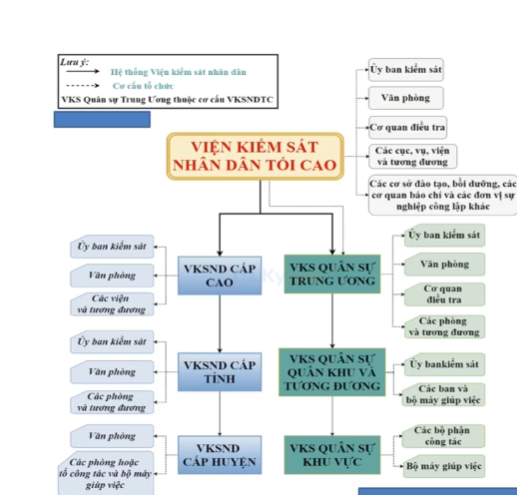 Lưu ý:
Hệ thống Viện kiểm sát nhân dân
Cơ cấu tổ chức
VKS Quân sự Trung Ương thuộc cơ cấu VKSNDTC
VIỆN KIỂM SÁT
NHÂN DÂN TỐI CAO
Ủy ban kiểm sát
Văn phòng
Cơ quan điều tra
Các cục, vụ, viện
và tương đương
Các cơ sở đào tạo, bồi dưỡng, các
cơ quan báo chí và các đơn vị sự
nghiệp công lập khác
Ủy ban kiểm sát
Văn phòng
Các viện
và tương đương
VKSND CẤP
CAO
VKS QUÂN SỰ
TRUNG ƯƠNG
Ủy ban kiểm sát
Văn phòng
Cơ quan
điều tra
Các phòng
và tương đương
Ủy ban kiểm sát
Văn phòng
Các phòng
và tương đương
VKSND CẤP
TỈNH
VKS QUÂN SỰ
QUÂN KHU VÀ
TƯƠNG ĐƯƠNG
Ủy bankiểm sát
Các ban và
bộ máy giúp việc
Văn phòng
Các phòng hoặc
tổ công tác và bộ máy
giúp việc
VKSND
CẤP HUYỆN
VKS QUÂN SỰ
KHU VỰC
Các bộ phận
công tác
Bộ máy giúp việc